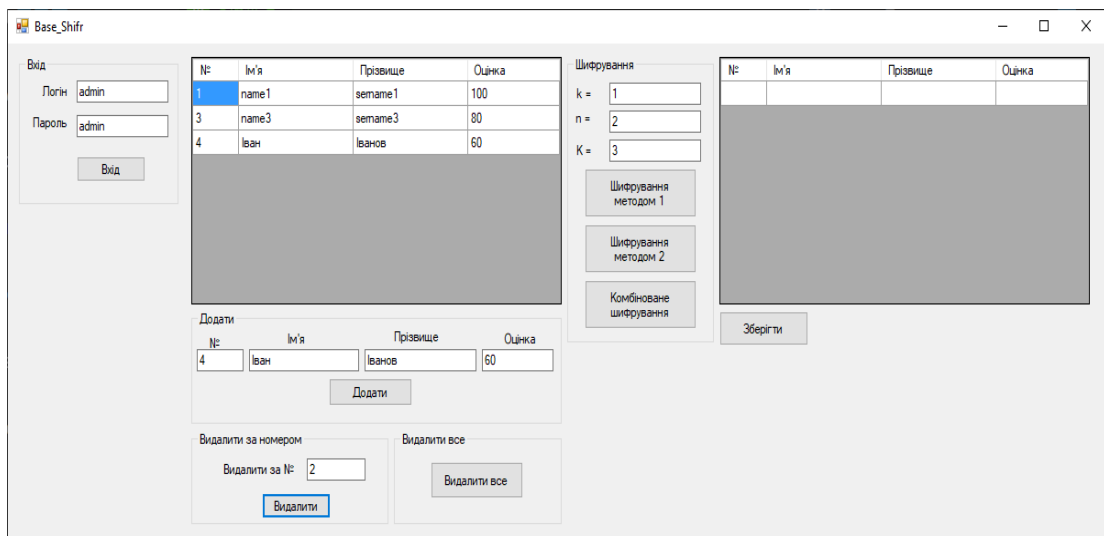 Base_Shifr
Вхід
Логін admin
Пароль admin
Вхід
№ Ім'я Прізвище Оцінка
1 name1 sername1 100
3 name3 sername3 80
4 Іван Іванов 60
Додати
№ Ім'я Прізвище Оцінка
4 Іван Іванов 60
Додати
Видалити за номером
Видалити за № 2
Видалити
Видалити все
Видалити все
Шифрування
k = 1
n = 2
K = 3
Шифрування
методом 1
Шифрування
методом 2
Комбіноване
шифрування
№ Ім'я Прізвище Оцінка
Зберігти